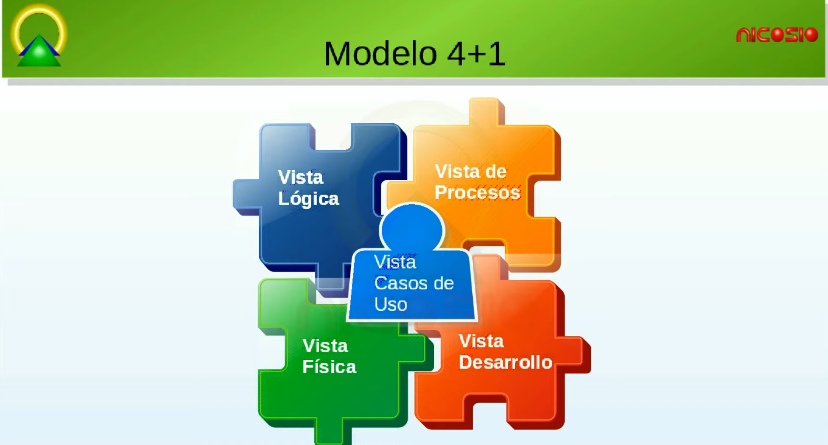 Modelo 4+1
NICOSIO
Vista
Lógica
Vista de
Procesos
Vista
Casos de
Uso
Vista
Física
Vista
Desarrollo